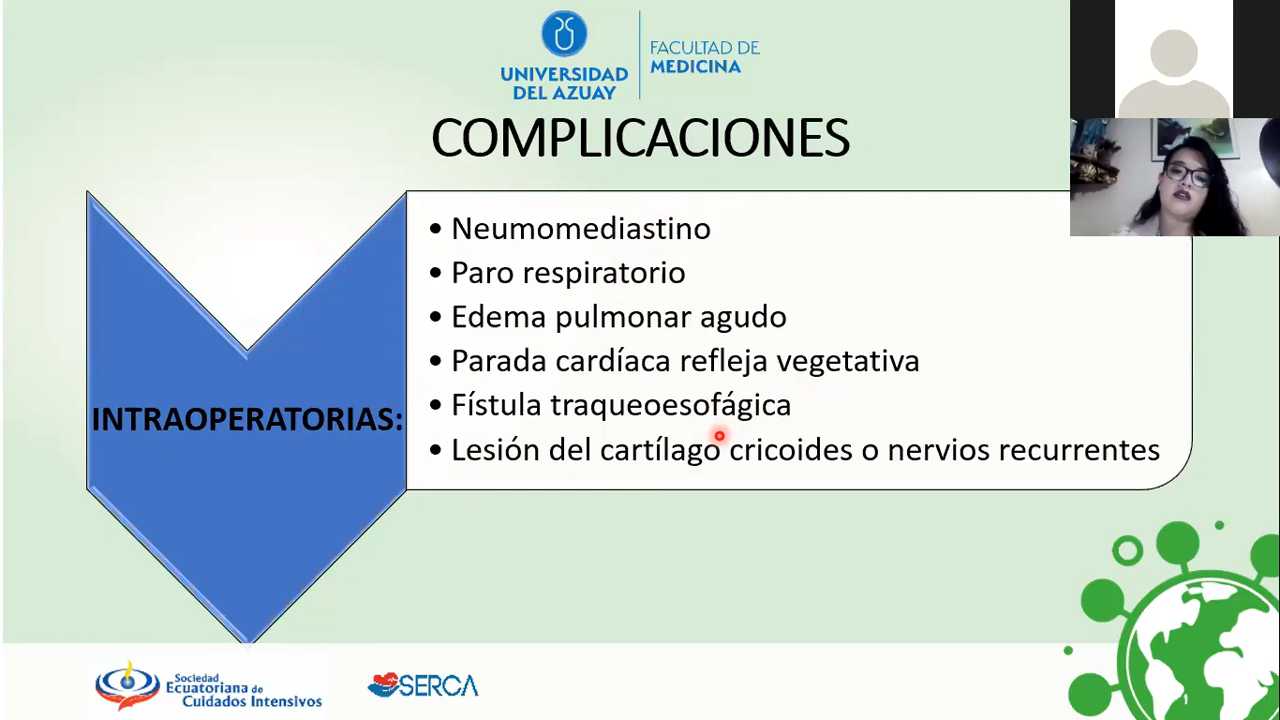 UNIVERSIDAD
DEL AZUAY
FACULTAD DE
MEDICINA
COMPLICACIONES
INTRAOPERATORIAS:
• Neumomediastino
• Paro respiratorio
• Edema pulmonar agudo
• Parada cardíaca refleja vegetativa
• Fístula traqueoesofágica
• Lesión del cartílago cricoides o nervios recurrentes
Sociedad
Ecuatoriana de
Cuidados Intensivos
SERCA